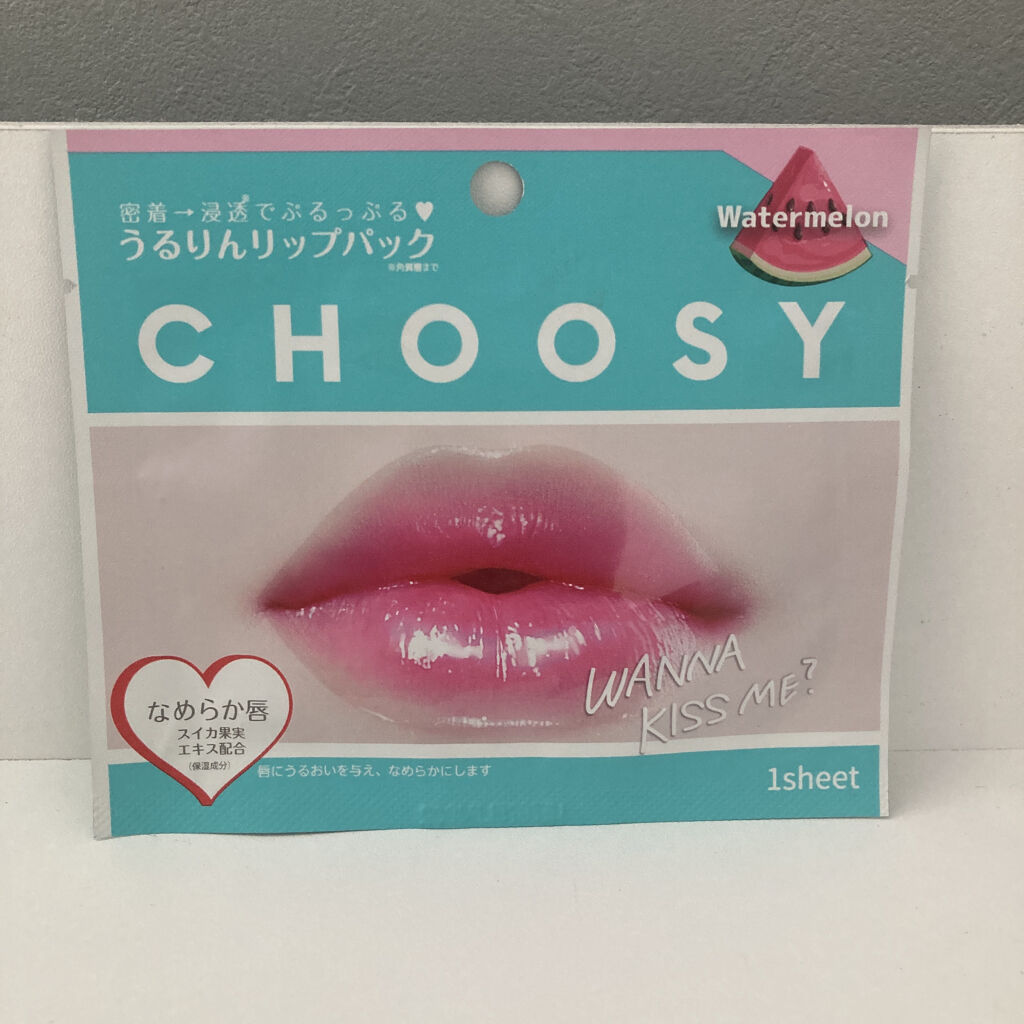 密着→浸透※でぷるっぷる♥
うるりんリップパック
※角質層まで
Watermelon
CHOOSY
WANNA
KISS ME?
なめらか唇
スイカ果実
エキス配合
(保湿成分)
唇にうるおいを与え、なめらかにします
1sheet